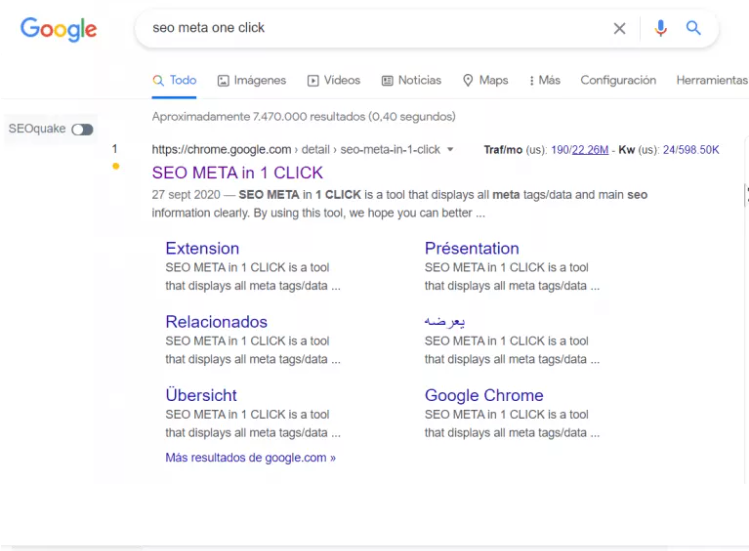 Google
seo meta one click
Todo Imágenes Videos Noticias Maps Más Configuración Herramientas
Aproximadamente 7.470.000 resultados (0,40 segundos)
SEOquake
1
https://chrome.google.com › detail › seo-meta-in-1-click
Traf/mo (us): 190/22.26M - Kw (us): 24/598.50K
SEO META in 1 CLICK
27 sept 2020 — SEO META in 1 CLICK is a tool that displays all meta tags/data and main seo
information clearly. By using this tool, we hope you can better ...
Extension
SEO META in 1 CLICK is a tool
that displays all meta tags/data ...
Présentation
SEO META in 1 CLICK is a tool
that displays all meta tags/data ...
Relacionados
SEO META in 1 CLICK is a tool
that displays all meta tags/data ...
يعرضه
SEO META in 1 CLICK is a tool
that displays all meta tags/data ...
Übersicht
SEO META in 1 CLICK is a tool
that displays all meta tags/data ...
Google Chrome
SEO META in 1 CLICK is a tool
that displays all meta tags/data ...
Más resultados de google.com »